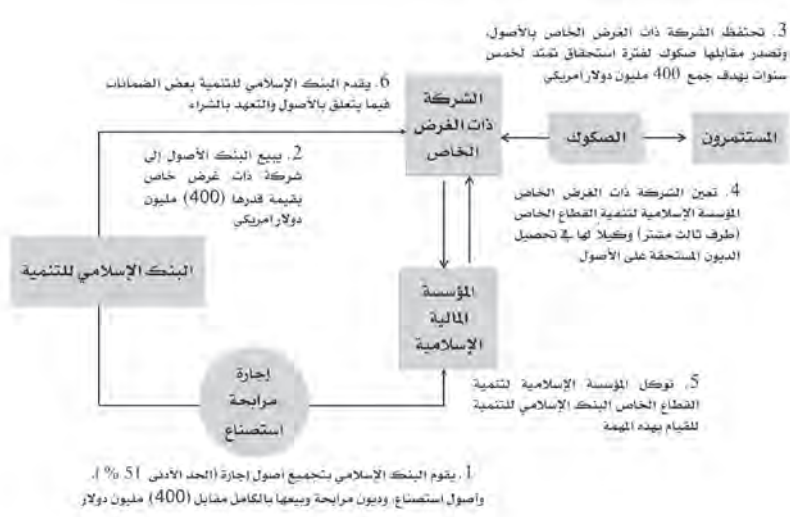 3. تحتفظ الشركة ذات الغرض الخاص بالأصول،
وتصدر مقابلها صكوك لفترة استحقاق تمتد لخمس
سنوات بهدف جمع 400 مليون دولار امريكي
6. يقدم البنك الإسلامي للتنمية بعض الضمانات
فيما يتعلق بالأصول والتعهد بالشراء
الشركة
ذات الغرض
الخاص
الصكوك
المستثمرون
2. يبيع البنك الأصول إلى
شركة ذات غرض خاص
بقيمة قدرها (400) مليون
دولار امريكي
4. تعين الشركة ذات الغرض الخاص
المؤسسة الإسلامية لتنمية القطاع الخاص
(طرف ثالث مشتر) وكيلاً لها في تحصيل
الديون المستحقة على الأصول
البنك الإسلامي للتنمية
المؤسسة
المالية
الإسلامية
إجارة
مرابحة
استصناع
5. توكل المؤسسة الإسلامية لتنمية
القطاع الخاص البنك الإسلامي للتنمية
للقيام بهذه المهمة
1. يقوم البنك الإسلامي بتجميع أصول إجارة (الحد الأدنى 51 %)،
واصول استصناع، وديون مرابحة وبيعها بالكامل مقابل (400) مليون دولار